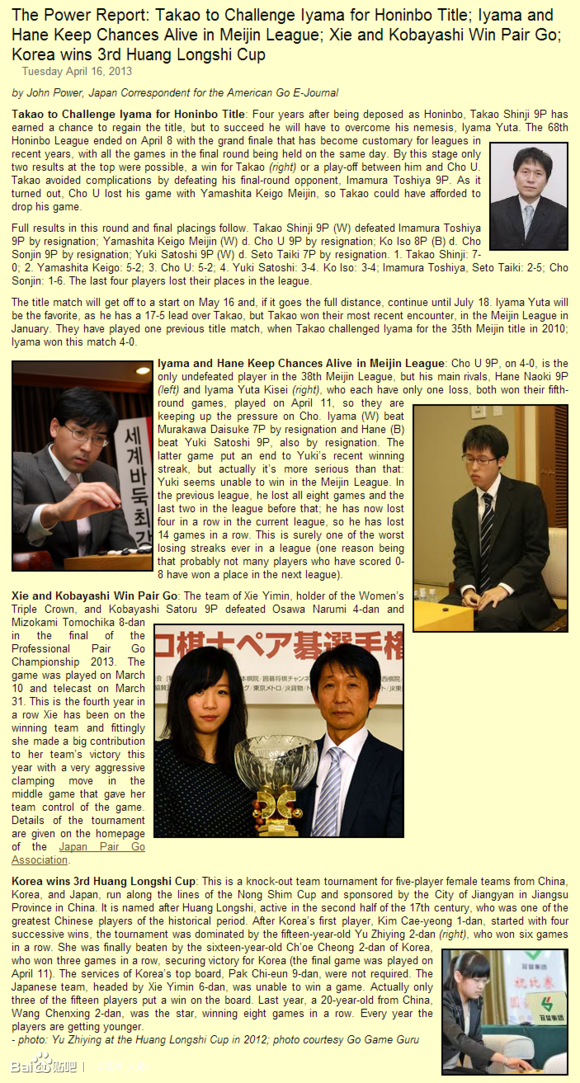 The Power Report: Takao to Challenge Iyama for Honinbo Title; Iyama and
Hane Keep Chances Alive in Meijin League; Xie and Kobayashi Win Pair Go;
Korea wins 3rd Huang Longshi Cup
Tuesday April 16, 2013
by John Power, Japan Correspondent for the American Go E-Journal
Takao to Challenge Iyama for Honinbo Title: Four years after being deposed as Honinbo, Takao Shinji 9P has
earned a chance to regain the title, but to succeed he will have to overcome his nemesis, Iyama Yuta. The 68th
Honinbo League ended on April 8 with the grand finale that has become customary for leagues in
recent years, with all the games in the final round being held on the same day. By this stage only
two results at the top were possible, a win for Takao (right) or a play-off between him and Cho U.
Takao avoided complications by defeating his final-round opponent, Imamura Toshiya 9P. As it
turned out, Cho U lost his game with Yamashita Keigo Meijin, so Takao could have afforded to
drop his game.
Full results in this round and final placings follow. Takao Shinji 9P (W) defeated Imamura Toshiya
9P by resignation; Yamashita Keigo Meijin (W) d. Cho U 9P by resignation; Ko Iso 8P (B) d. Cho
Sonjin 9P by resignation; Yuki Satoshi 9P (W) d. Seto Taiki 7P by resignation. 1. Takao Shinji: 7-
0; 2. Yamashita Keigo: 5-2; 3. Cho U: 5-2; 4. Yuki Satoshi: 3-4. Ko Iso: 3-4; Imamura Toshiya, Seto Taiki: 2-5; Cho
Sonjin: 1-6. The last four players lost their places in the league.
The title match will get off to a start on May 16 and, if it goes the full distance, continue until July 18. Iyama Yuta will
be the favorite, as he has a 17-5 lead over Takao, but Takao won their most recent encounter, in the Meijin League in
January. They have played one previous title match, when Takao challenged Iyama for the 35th Meijin title in 2010;
Iyama won this match 4-0.
Iyama and Hane Keep Chances Alive in Meijin League: Cho U 9P, on 4-0, is the
only undefeated player in the 38th Meijin League, but his main rivals, Hane Naoki 9P
(left) and Iyama Yuta Kisei (right), who each have only one loss, both won their fifth-
round games, played on April 11, so they are
keeping up the pressure on Cho. Iyama (W) beat
Murakawa Daisuke 7P by resignation and Hane (B)
beat Yuki Satoshi 9P, also by resignation. The
latter game put an end to Yuki's recent winning
streak, but actually it's more serious than that:
Yuki seems unable to win in the Meijin League. In
the previous league, he lost all eight games and the
last two in the league before that; he has now lost
four in a row in the current league, so he has lost
14 games in a row. This is surely one of the worst
losing streaks ever in a league (one reason being
that probably not many players who have scored 0-
8 have won a place in the next league).
세계바둑최강
Xie and Kobayashi Win Pair Go: The team of Xie Yimin, holder of the Women's
Triple Crown, and Kobayashi Satoru 9P defeated Osawa Narumi 4-dan and
Mizokami Tomochika 8-dan
in the final of the
Professional Pair Go
Championship 2013. The
game was played on March
10 and telecast on March
31. This is the fourth year in
a row Xie has been on the
winning team and fittingly
she made a big contribution
to her team's victory this
year with a very aggressive
clamping move in the
middle game that gave her
team control of the game.
Details of the tournament
are given on the homepage
of the Japan Pair Go
Association.
ロ棋士ペア碁選手権
Korea wins 3rd Huang Longshi Cup: This is a knock-out team tournament for five-player female teams from China,
Korea, and Japan, run along the lines of the Nong Shim Cup and sponsored by the City of Jiangyan in Jiangsu
Province in China. It is named after Huang Longshi, active in the second half of the 17th century, who was one of the
greatest Chinese players of the historical period. After Korea's first player, Kim Cae-yeong 1-dan, started with four
successive wins, the tournament was dominated by the fifteen-year-old Yu Zhiying 2-dan (right), who won six games
in a row. She was finally beaten by the sixteen-year-old Ch'oe Cheong 2-dan of Korea,
who won three games in a row, securing victory for Korea (the final game was played on
April 11). The services of Korea's top board, Pak Chi-eun 9-dan, were not required. The
Japanese team, headed by Xie Yimin 6-dan, was unable to win a game. Actually only
three of the fifteen players put a win on the board. Last year, a 20-year-old from China,
Wang Chenxing 2-dan, was the star, winning eight games in a row. Every year the
players are getting younger.
- photo: Yu Zhiying at the Huang Longshi Cup in 2012; photo courtesy Go Game Guru
双登集团
祝比赛
双登集团
Bai贴吧